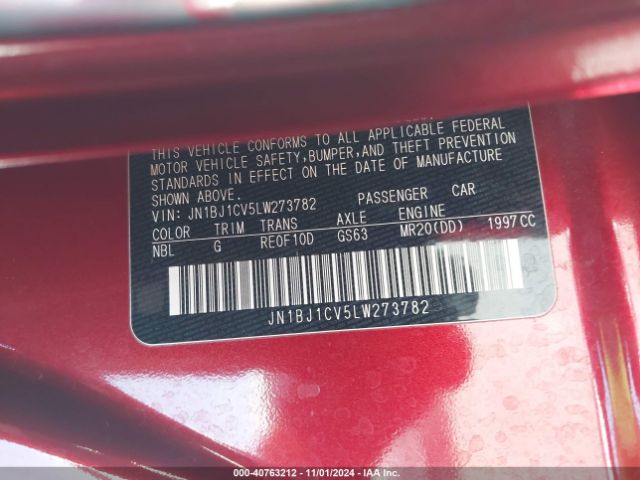 THIS VEHICLE CONFORMS TO ALL APPLICABLE FEDERAL
MOTOR VEHICLE SAFETY,BUMPER,AND THEFT PREVENTION
STANDARDS IN EFFECT ON THE DATE OF MANUFACTURE
SHOWN ABOVE.
VIN: JN1BJ1CV5LW273782 PASSENGER CAR
COLOR TRIM TRANS AXLE ENGINE
NBL G RE0F10D GS63 MR20(DD) 1997CC
JN1BJ1CV5LW273782
000-40763212 - 11/01/2024 - IAA Inc.